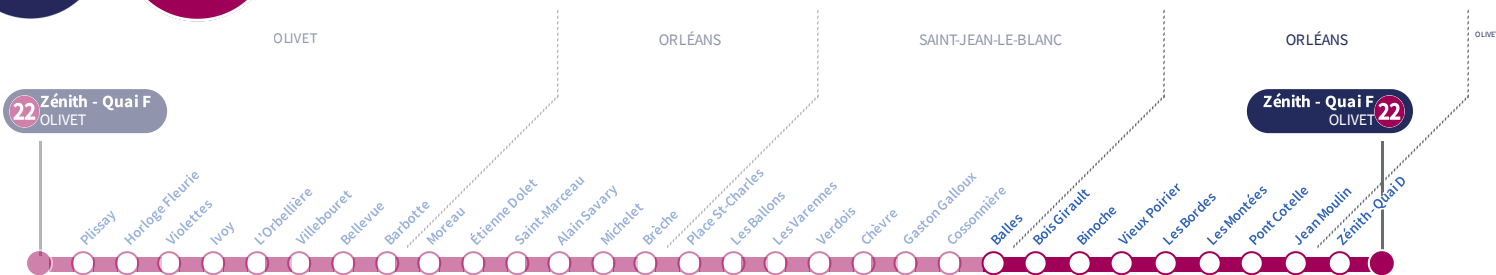 OLIVET
ORLÉANS
SAINT-JEAN-LE-BLANC
ORLÉANS
OLIVE
22
Zénith - Quai F
OLIVET
Zénith - Quai F
OLIVET
22
Plissay
Horloge Fleurie
Violettes
Ivoy
L'Orbellière
Villebouret
Bellevue
Barbotte
Moreau
Étienne Dolet
Saint-Marceau
Alain Savary
Michelet
Brèche
Place St-Charles
Les Ballons
Les Varennes
Verdois
Chèvre
Gaston Galloux
Cossonnière
Balles
Bois Girault
Binoche
Vieux Poirier
Les Bordes
Les Montées
Pont Cotelle
Jean Moulin
Zénith - Quai D